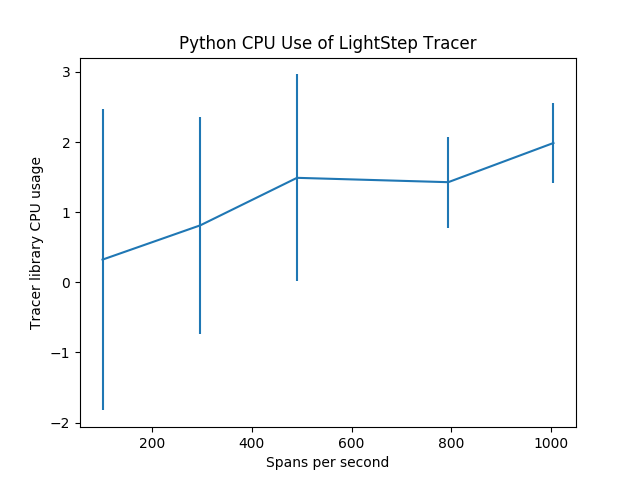 Python CPU Use of LightStep Tracer
3
2
1
0
−1
−2
Tracer library CPU usage
200 400 600 800 1000
Spans per second